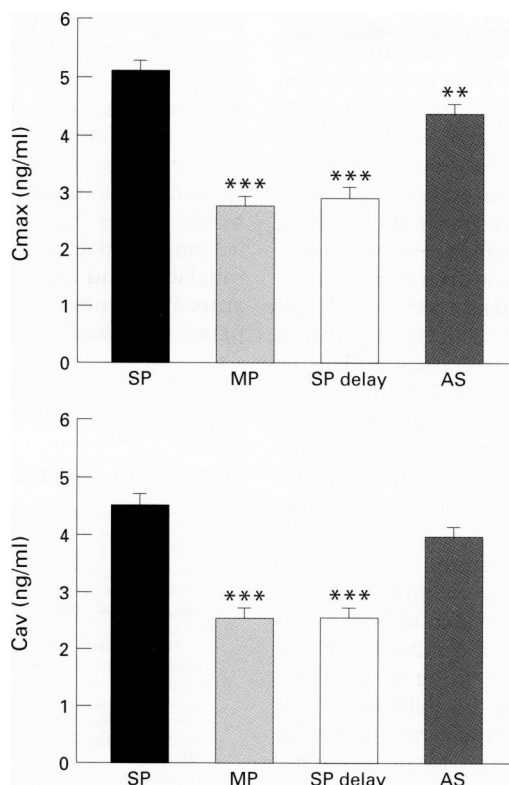 6
5
4
3
2
1
0
Cmax (ng/ml)
**
***
***
SP
MP
SP delay
AS
6
5
4
3
2
1
0
Cav (ng/ml)
***
***
SP
MP
SP delay
AS